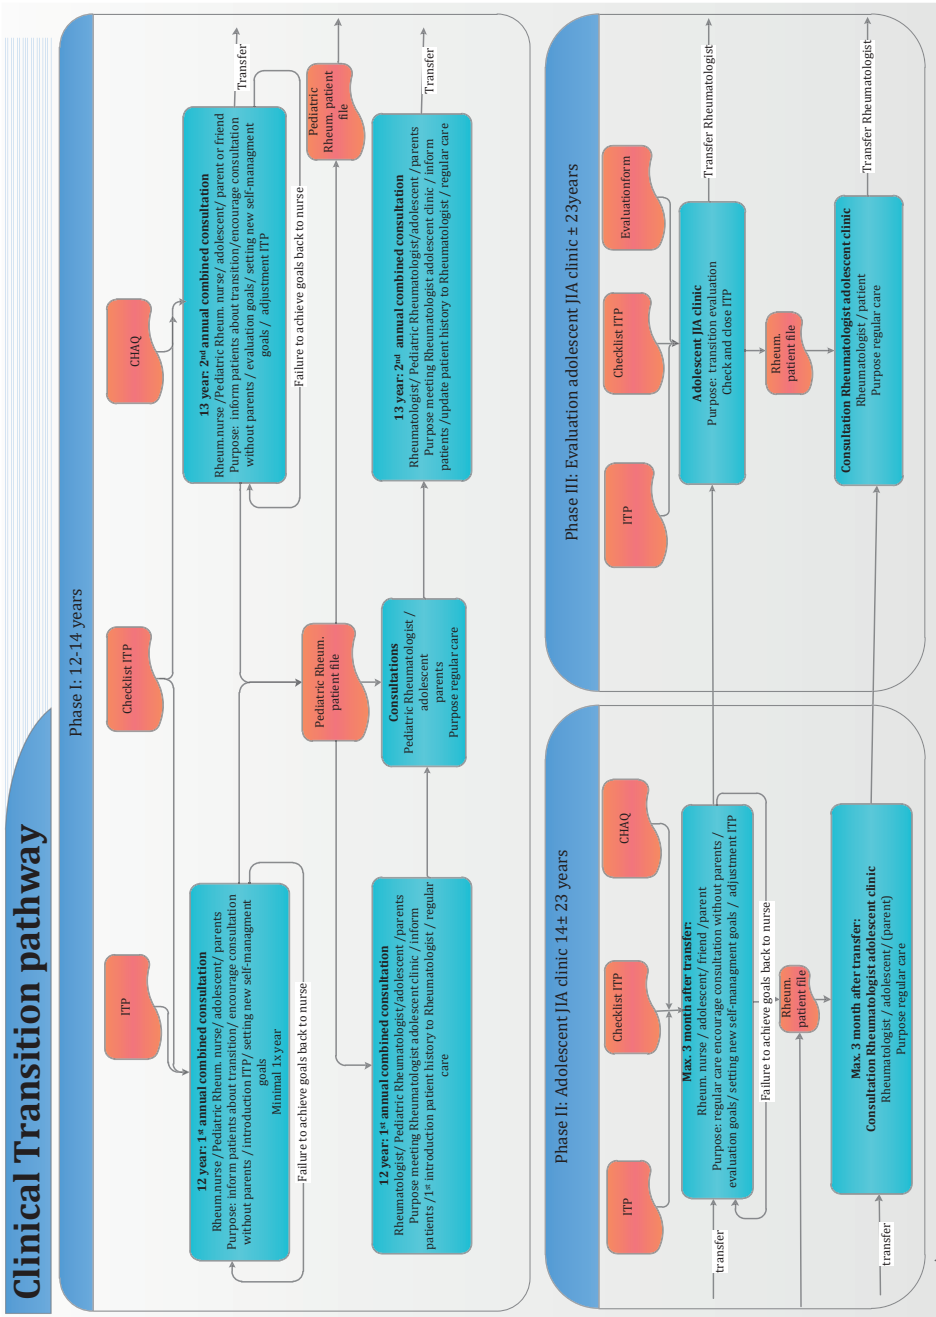 Clinical Transition pathway
Phase I: 12-14 years
ITP
Checklist ITP
CHAQ
12 year: 1st annual combined consultation
Rheum.nurse /Pediatric Rheum. nurse/ adolescent/ parents
Purpose: inform patients about transition/ encourage consultation
without parents / introduction ITP/ setting new self-managment
goals
Minimal 1x year
Failure to achieve goals back to nurse
13 year: 2nd annual combined consultation
Rheum.nurse /Pediatric Rheum. nurse/ adolescent/ parent or friend
Purpose: inform patients about transition/encourage consultation
without parents / evaluation goals/ setting new self-managment
goals / adjustment ITP
Failure to achieve goals back to nurse
Transfer
Pediatric Rheum.
patient file
Pediatric
Rheum. patient
file
12 year: 1st annual combined consultation
Rheumatologist/ Pediatric Rheumatologist/adolescent /parents
Purpose meeting Rheumatologist adolescent clinic / inform
patients /1st introduction patient history to Rheumatologist / regular
care
Consultations
Pediatric Rheumatologist /
adolescent
parents
Purpose regular care
13 year: 2nd annual combined consultation
Rheumatologist/ Pediatric Rheumatologist/adolescent /parents
Purpose meeting Rheumatologist adolescent clinic / inform
patients /update patient history to Rheumatologist / regular care
Transfer
Phase II: Adolescent JIA clinic 14± 23 years
ITP
Checklist ITP
CHAQ
transfer
Max. 3 month after transfer:
Rheum. nurse / adolescent/ friend /parent
Purpose: regular care encourage consultation without parents /
evaluation goals/ setting new self-managment goals / adjustment ITP
Failure to achieve goals back to nurse
Rheum.
patient file
transfer
Max. 3 month after transfer:
Consultation Rheumatologist adolescent clinic
Rheumatologist / adolescent/ (parent)
Purpose regular care
Phase III: Evaluation adolescent JIA clinic ± 23years
ITP
Checklist ITP
Evaluationform
Adolescent JIA clinic
Purpose: transition evaluation
Check and close ITP
Transfer Rheumatologist
Rheum.
patient file
Consultation Rheumatologist adolescent clinic
Rheumatologist / patient
Purpose regular care
Transfer Rheumatologist